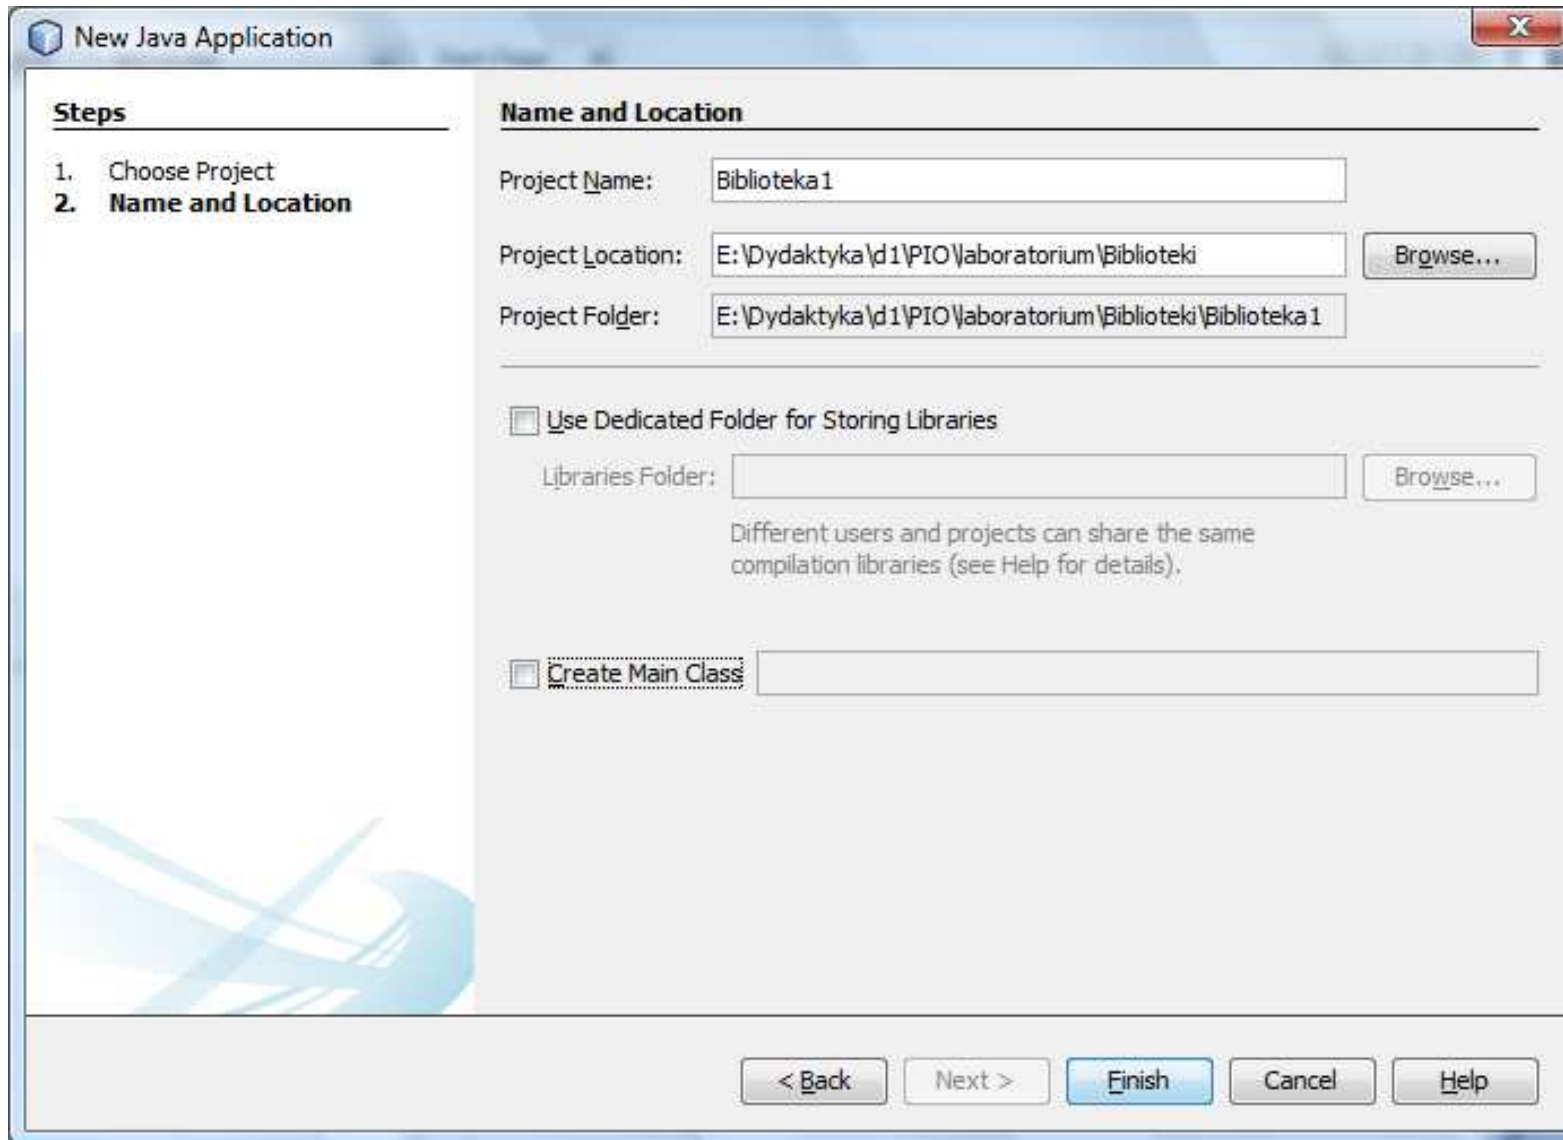 New Java Application
Steps
1. Choose Project
2. Name and Location
Name and Location
Project Name: Biblioteka1
Project Location: E:\Dydaktyka\d1\PIO\laboratorium\Biblioteki Browse...
Project Folder: E:\Dydaktyka\d1\PIO\laboratorium\Biblioteki\Biblioteka1
Use Dedicated Folder for Storing Libraries
Libraries Folder: Browse...
Different users and projects can share the same
compilation libraries (see Help for details).
Create Main Class
< Back Next > Finish Cancel Help